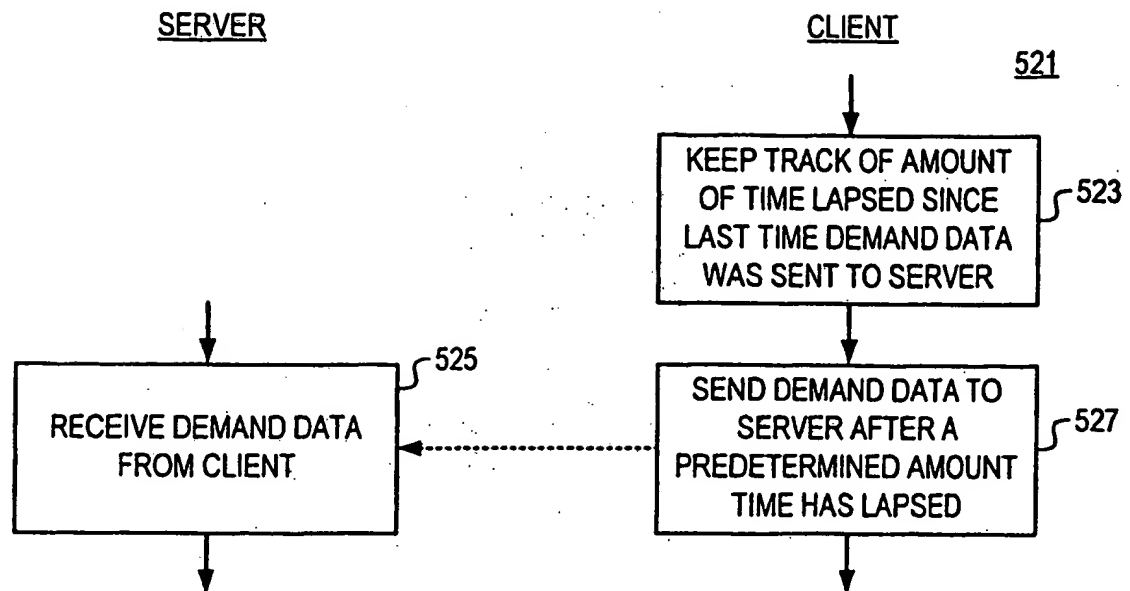 SERVER
CLIENT
521
KEEP TRACK OF AMOUNT
OF TIME LAPSED SINCE
LAST TIME DEMAND DATA
WAS SENT TO SERVER
523
RECEIVE DEMAND DATA
FROM CLIENT
525
SEND DEMAND DATA TO
SERVER AFTER A
PREDETERMINED AMOUNT
TIME HAS LAPSED
527